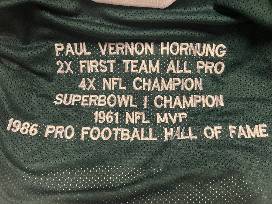 PAUL VERNON HORNUNG
2X FIRST TEAM ALL PRO
4X NFL CHAMPION
SUPERBOWL I CHAMPION
1961 NFL MVP
1986 PRO FOOTBALL HALL OF FAME